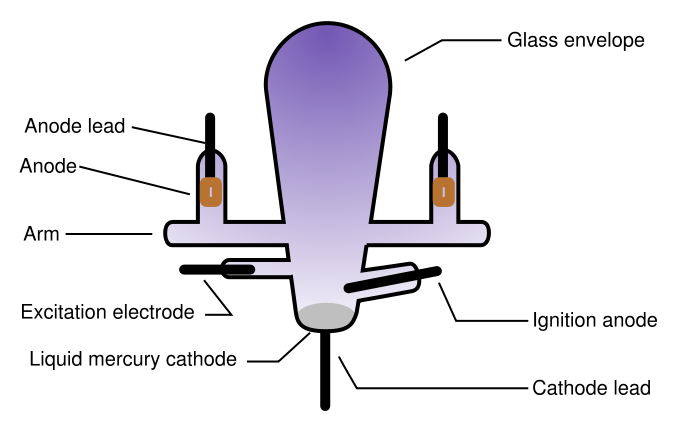 Glass envelope
Anode lead
Anode
Arm
Excitation electrode
Ignition anode
Liquid mercury cathode
Cathode lead